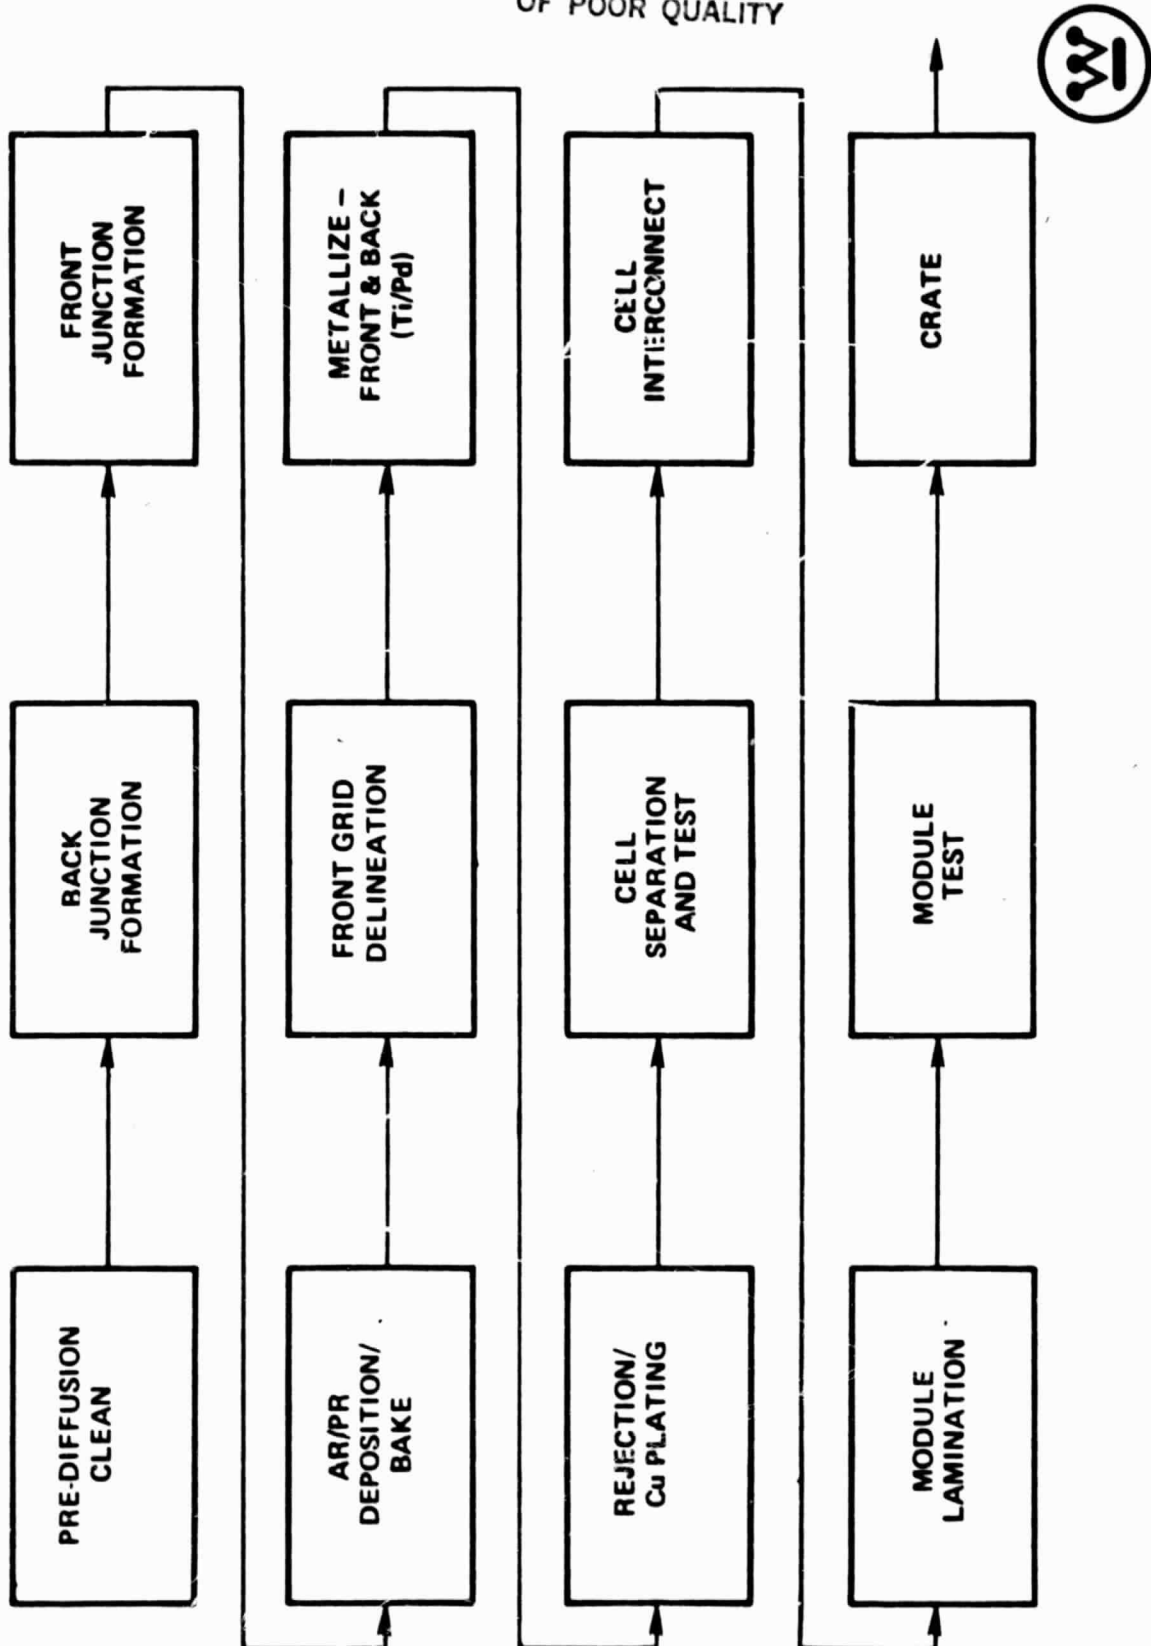 OF POOR QUALITY
PRE-DIFFUSION
CLEAN
BACK
JUNCTION
FORMATION
FRONT
JUNCTION
FORMATION
AR/PR
DEPOSITION/
BAKE
FRONT GRID
DELINEATION
METALLIZE –
FRONT & BACK
(Ti/Pd)
REJECTION/
Cu PLATING
CELL
SEPARATION
AND TEST
CELL
INTERCONNECT
MODULE
LAMINATION
MODULE
TEST
CRATE
W